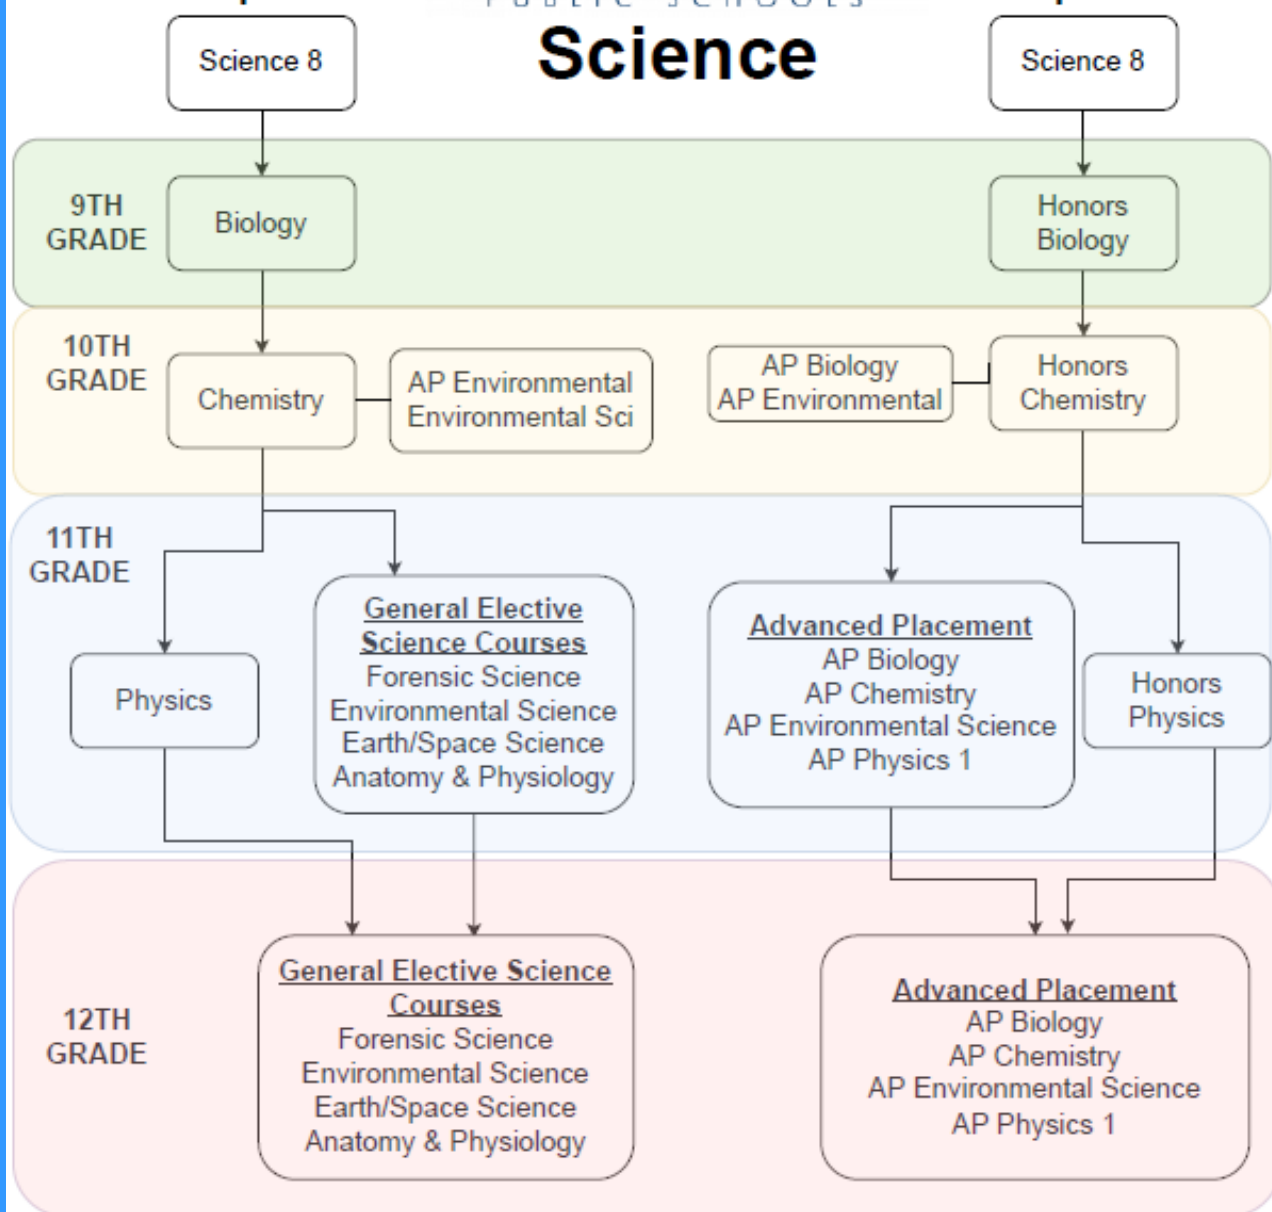 PUBLIC SCHOOLS
Science
Science 8
Science 8
9TH
GRADE
Biology
Honors
Biology
10TH
GRADE
Chemistry
AP Environmental
Environmental Sci
AP Biology
AP Environmental
Honors
Chemistry
11TH
GRADE
Physics
General Elective
Science Courses
Forensic Science
Environmental Science
Earth/Space Science
Anatomy & Physiology
Advanced Placement
AP Biology
AP Chemistry
AP Environmental Science
AP Physics 1
Honors
Physics
12TH
GRADE
General Elective Science
Courses
Forensic Science
Environmental Science
Earth/Space Science
Anatomy & Physiology
Advanced Placement
AP Biology
AP Chemistry
AP Environmental Science
AP Physics 1